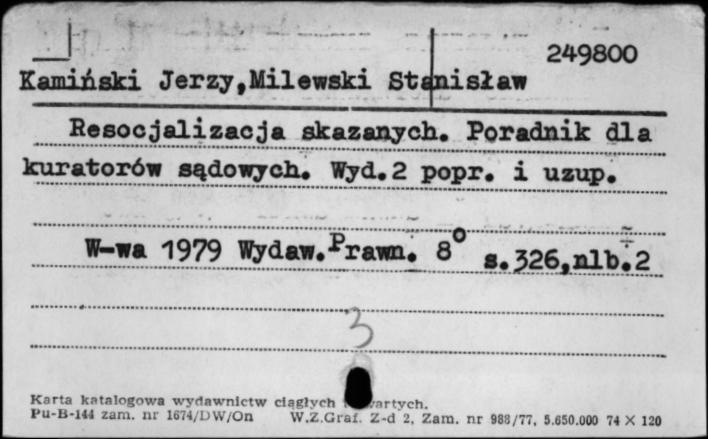 249800
Kamiński Jerzy,Milewski Stanisław
Resocjalizacja skazanych. Poradnik dla
kuratorów sądowych. Wyd.2 popr. i uzup.
W-wa 1979 Wydaw.Prawn. 8° s.326,nlb.2
3
Karta katalogowa wydawnictw ciągłych
Pu-B-144 zam. nr 1674/DW/On W.Z.Graf. Z-d 2, Zam. nr 988/77, 5.650.000 74 X 120